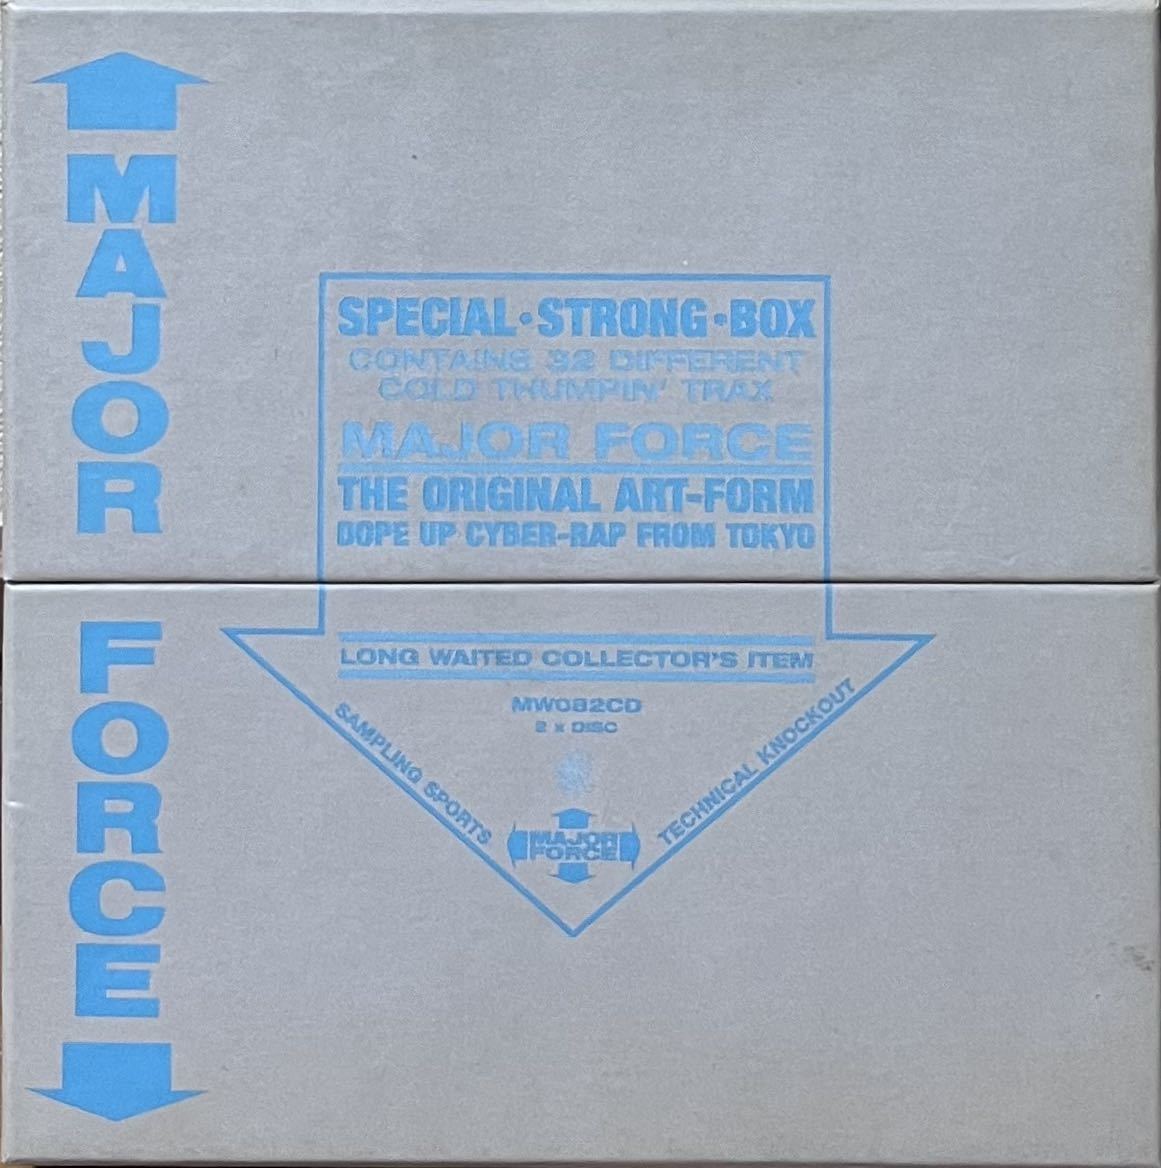 MAJOR
FORCE
SPECIAL·STRONG·BOX
CONTAINS 32 DIFFERENT
COLD THUMPIN' TRAX
MAJOR FORCE
THE ORIGINAL ART-FORM
DOPE UP CYBER-RAP FROM TOKYO
LONG WAITED COLLECTOR'S ITEM
MW082CD
2 x DISC
SAMPLING SPORTS
TECHNICAL KNOCKOUT
MAJOR
FORCE